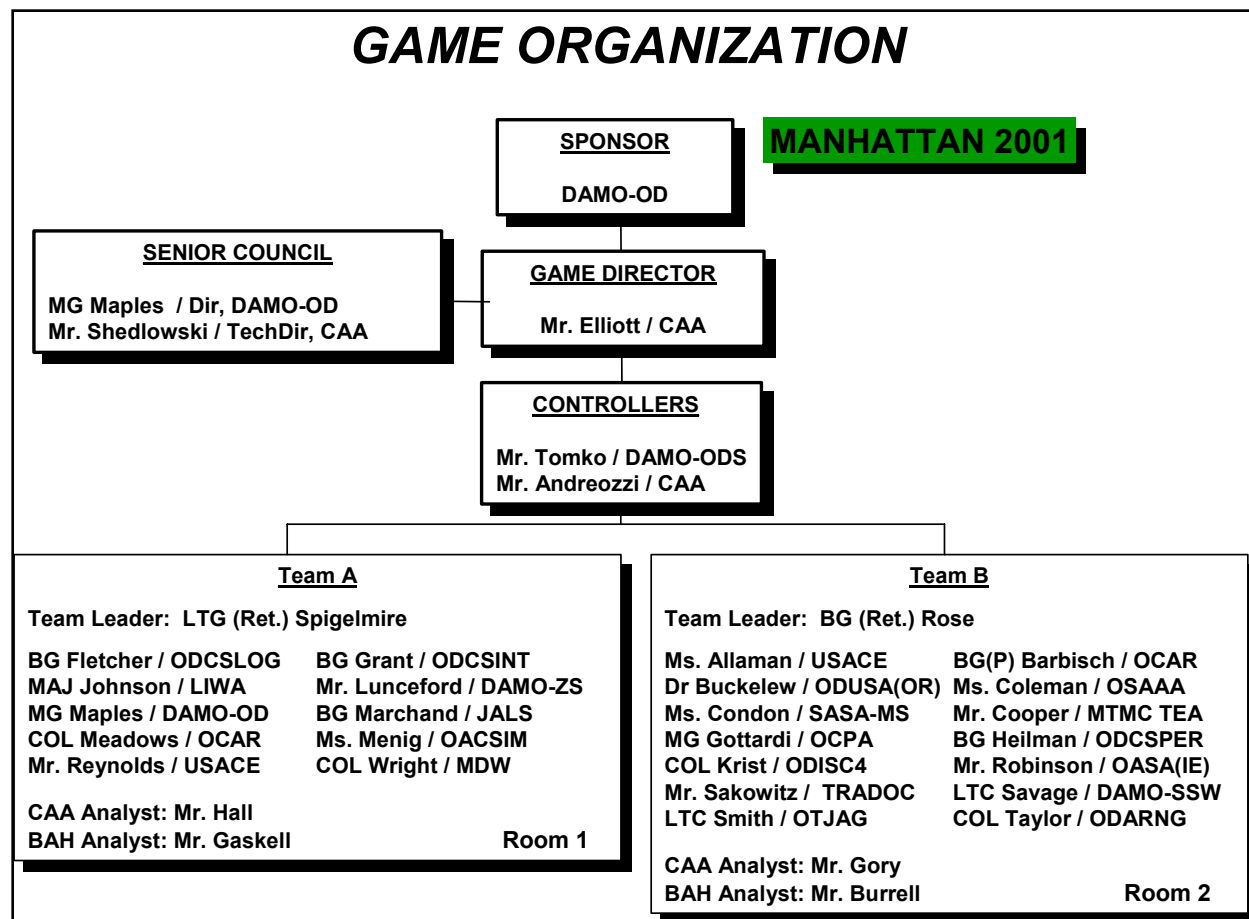 GAME ORGANIZATION
SPONSOR
DAMO-OD
MANHATTAN 2001
SENIOR COUNCIL
MG Maples / Dir, DAMO-OD
Mr. Shedlowski / TechDir, CAA
GAME DIRECTOR
Mr. Elliott / CAA
CONTROLLERS
Mr. Tomko / DAMO-ODS
Mr. Andreozzi / CAA
Team A
Team Leader: LTG (Ret.) Spigelmire
BG Fletcher / ODCSLOG BG Grant / ODCSINT
MAJ Johnson / LIWA Mr. Lunceford / DAMO-ZS
MG Maples / DAMO-OD BG Marchand / JALS
COL Meadows / OCAR Ms. Menig / OACSIM
Mr. Reynolds / USACE COL Wright / MDW
CAA Analyst: Mr. Hall
BAH Analyst: Mr. Gaskell Room 1
Team B
Team Leader: BG (Ret.) Rose
Ms. Allaman / USACE BG(P) Barbisch / OCAR
Dr Buckelew / ODUSA(OR) Ms. Coleman / OSAAA
Ms. Condon / SASA-MS Mr. Cooper / MTMC TEA
MG Gottardi / OCPA BG Heilman / ODCSPER
COL Krist / ODISC4 Mr. Robinson / OASA(IE)
Mr. Sakowitz / TRADOC LTC Savage / DAMO-SSW
LTC Smith / OTJAG COL Taylor / ODARNG
CAA Analyst: Mr. Gory
BAH Analyst: Mr. Burrell Room 2